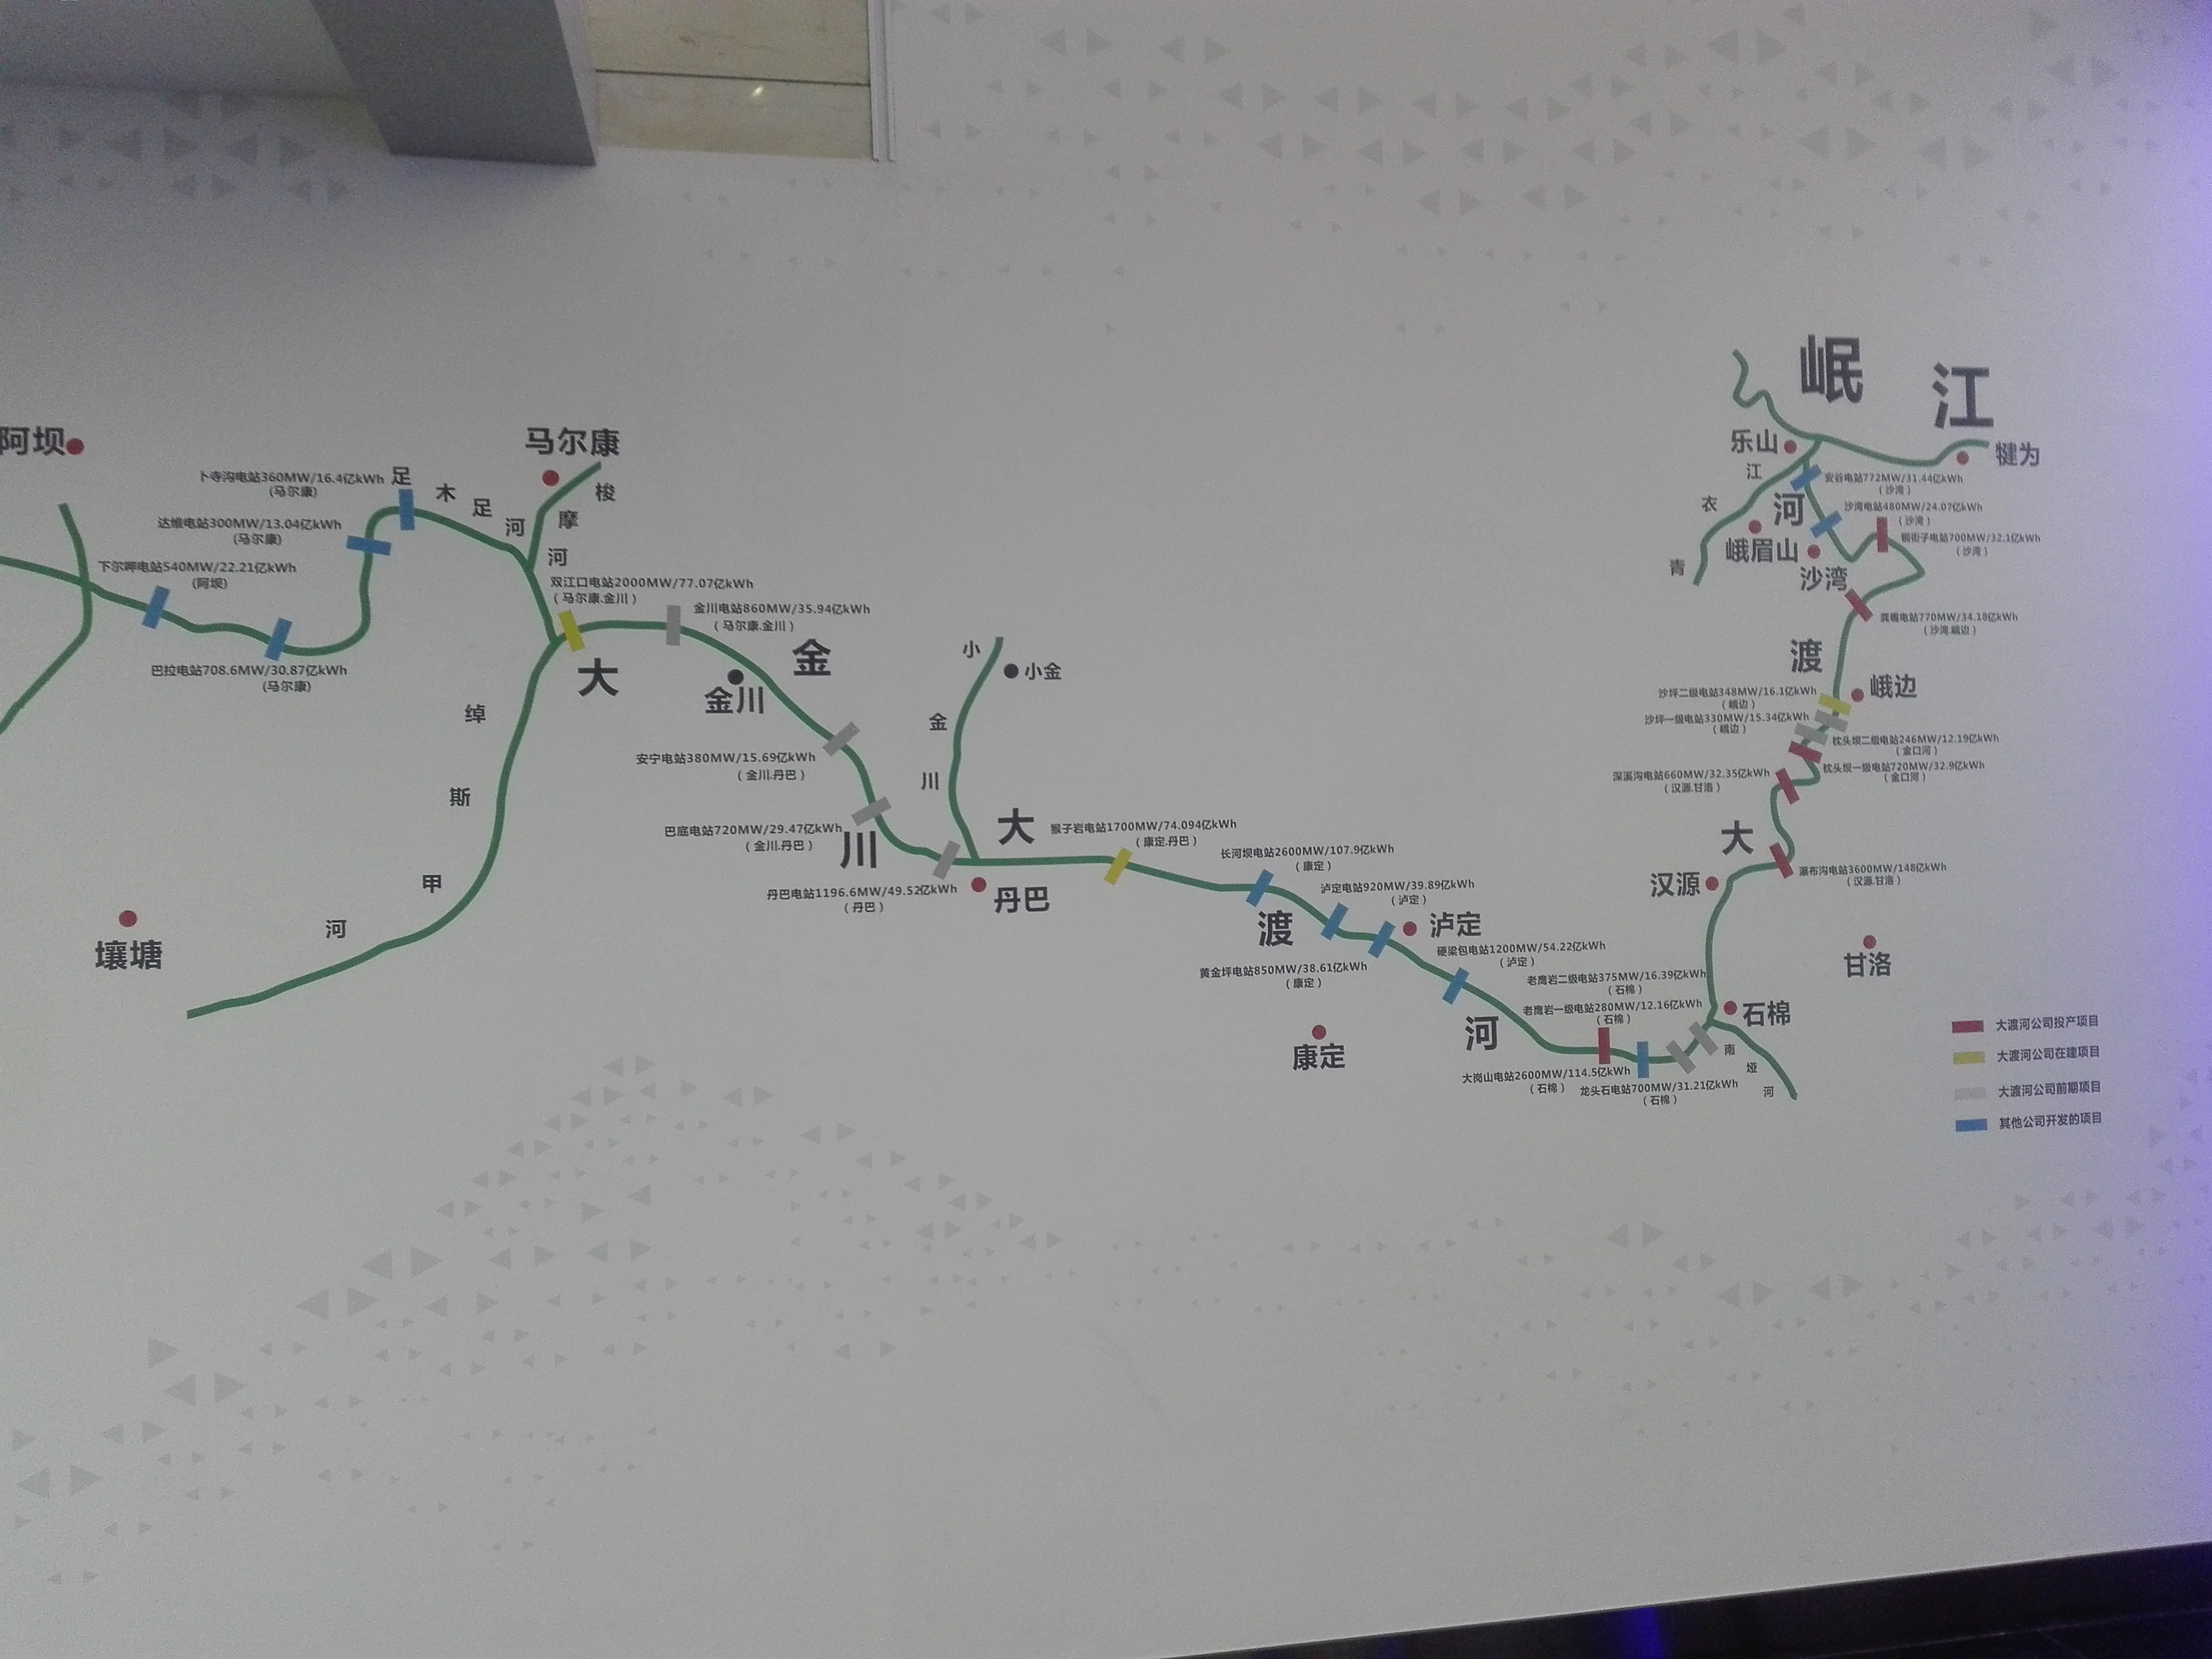 岷江
阿坝
马尔康
乐山
犍为
卜寺沟电站360MW/16.4亿kWh
(马尔康)
足木足河
梭摩河
江
衣
青
安谷电站772MW/31.44亿kWh
(沙湾)
沙湾电站480MW/24.07亿kWh
(沙湾)
达维电站300MW/13.04亿kWh
(马尔康)
河
峨眉山
铜街子电站700MW/32.1亿kWh
(沙湾)
下尔呷电站540MW/22.21亿kWh
(阿坝)
沙湾
双江口电站2000MW/77.07亿kWh
(马尔康.金川)
金川电站860MW/35.94亿kWh
(马尔康.金川)
龚嘴电站770MW/34.18亿kWh
(沙湾.峨边)
巴拉电站708.6MW/30.87亿kWh
(马尔康)
大
金
金川
小金川
小金
渡
峨边
沙坪二级电站348MW/16.1亿kWh
(峨边)
沙坪一级电站330MW/15.34亿kWh
(峨边)
枕头坝二级电站246MW/12.19亿kWh
(金口河)
枕头坝一级电站720MW/32.9亿kWh
(金口河)
绰斯甲河
安宁电站380MW/15.69亿kWh
(金川.丹巴)
深溪沟电站660MW/32.35亿kWh
(汉源.甘洛)
巴底电站720MW/29.47亿kWh
(金川.丹巴)
川
大
猴子岩电站1700MW/74.094亿kWh
(康定.丹巴)
大
长河坝电站2600MW/107.9亿kWh
(康定)
瀑布沟电站3600MW/148亿kWh
(汉源.甘洛)
丹巴电站1196.6MW/49.52亿kWh
(丹巴)
丹巴
泸定电站920MW/39.89亿kWh
(泸定)
汉源
壤塘
渡
泸定
硬梁包电站1200MW/54.22亿kWh
(泸定)
甘洛
黄金坪电站850MW/38.61亿kWh
(康定)
老鹰岩二级电站375MW/16.39亿kWh
(石棉)
老鹰岩一级电站280MW/12.16亿kWh
(石棉)
石棉
河
康定
南垭河
大岗山电站2600MW/114.5亿kWh
(石棉)
龙头石电站700MW/31.21亿kWh
(石棉)
大渡河公司投产项目
大渡河公司在建项目
大渡河公司前期项目
其他公司开发的项目